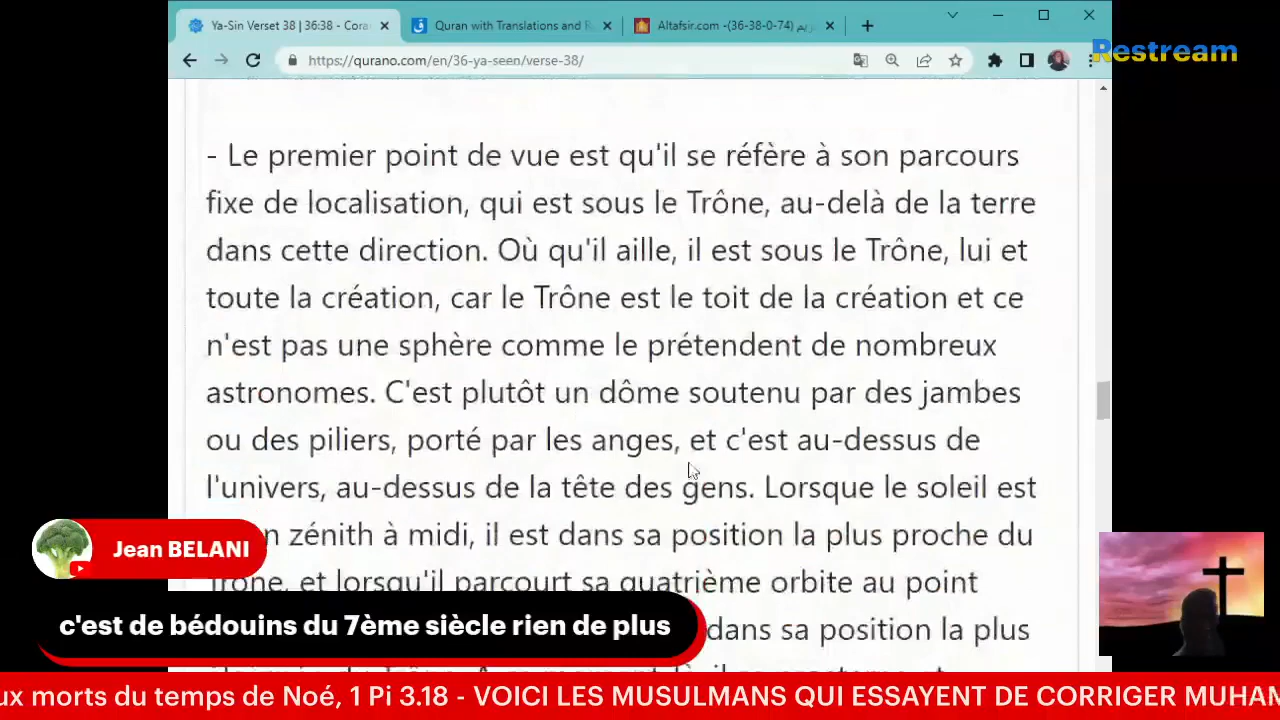 Ya-Sin Verset 38 | 36:38 - Cora
Quran with Translations and
Altafsir.com -(36-38-0-74)
Restream
https://qurano.com/en/36-ya-seen/verse-38/
- Le premier point de vue est qu'il se réfère à son parcours
fixe de localisation, qui est sous le Trône, au-delà de la terre
dans cette direction. Où qu'il aille, il est sous le Trône, lui et
toute la création, car le Trône est le toit de la création et ce
n'est pas une sphère comme le prétendent de nombreux
astronomes. C'est plutôt un dôme soutenu par des jambes
ou des piliers, porté par les anges, et c'est au-dessus de
l'univers, au-dessus de la tête des gens. Lorsque le soleil est
n zénith à midi, il est dans sa position la plus proche du
Jean BELANI
Trône, et lorsqu'il parcourt sa quatrième orbite au point
c'est de bédouins du 7ème siècle rien de plus
dans sa position la plus
ux morts du temps de Noé, 1 Pi 3.18 - VOICI LES MUSULMANS QUI ESSAYENT DE CORRIGER MUHAM